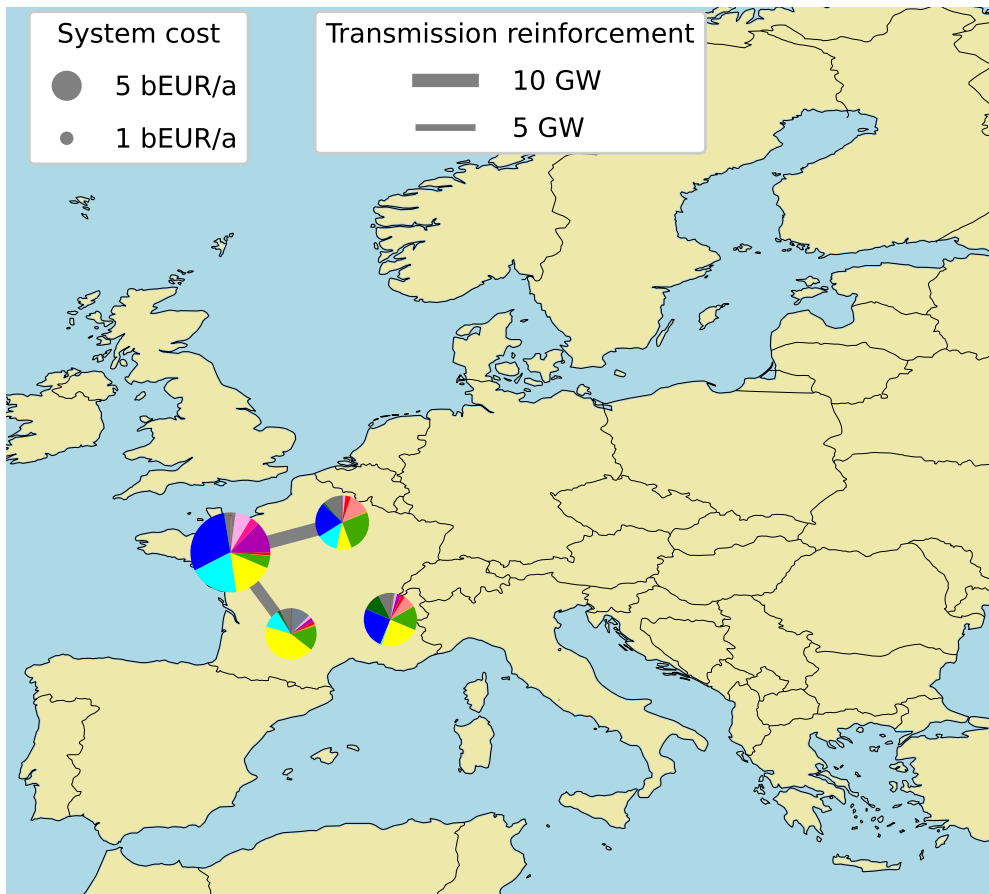 System cost
5 bEUR/a
1 bEUR/a
Transmission reinforcement
10 GW
5 GW